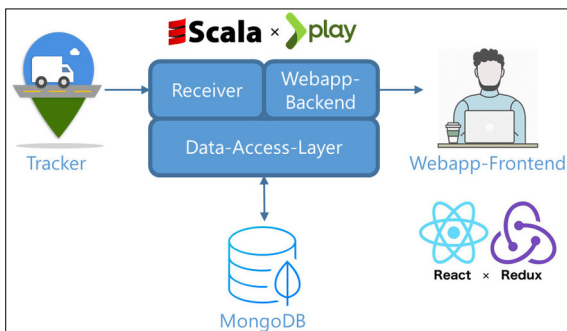 Scala × play
Receiver
Webapp-
Backend
Data-Access-Layer
Tracker
Webapp-Frontend
React × Redux
MongoDB